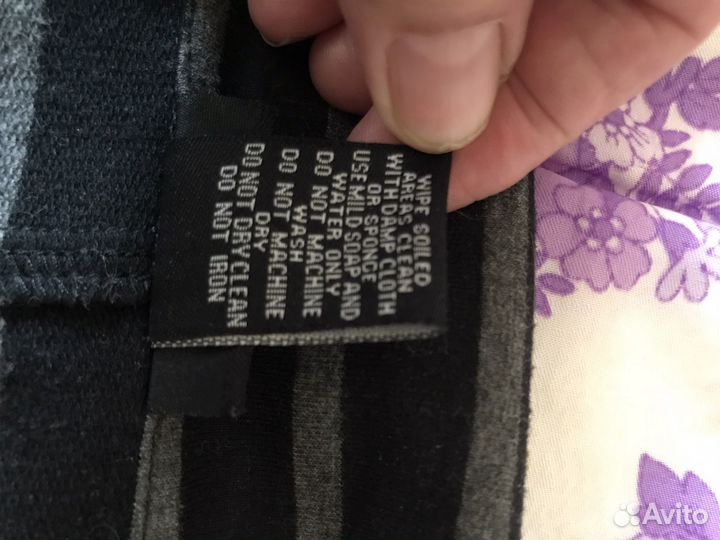 WIPE SOILED
AREAS CLEAN
WITH DAMP CLOTH
OR SPONGE
USE MILD SOAP AND
WATER ONLY
DO NOT MACHINE
WASH
DO NOT MACHINE
DRY
DO NOT DRY CLEAN
DO NOT IRON
Avito